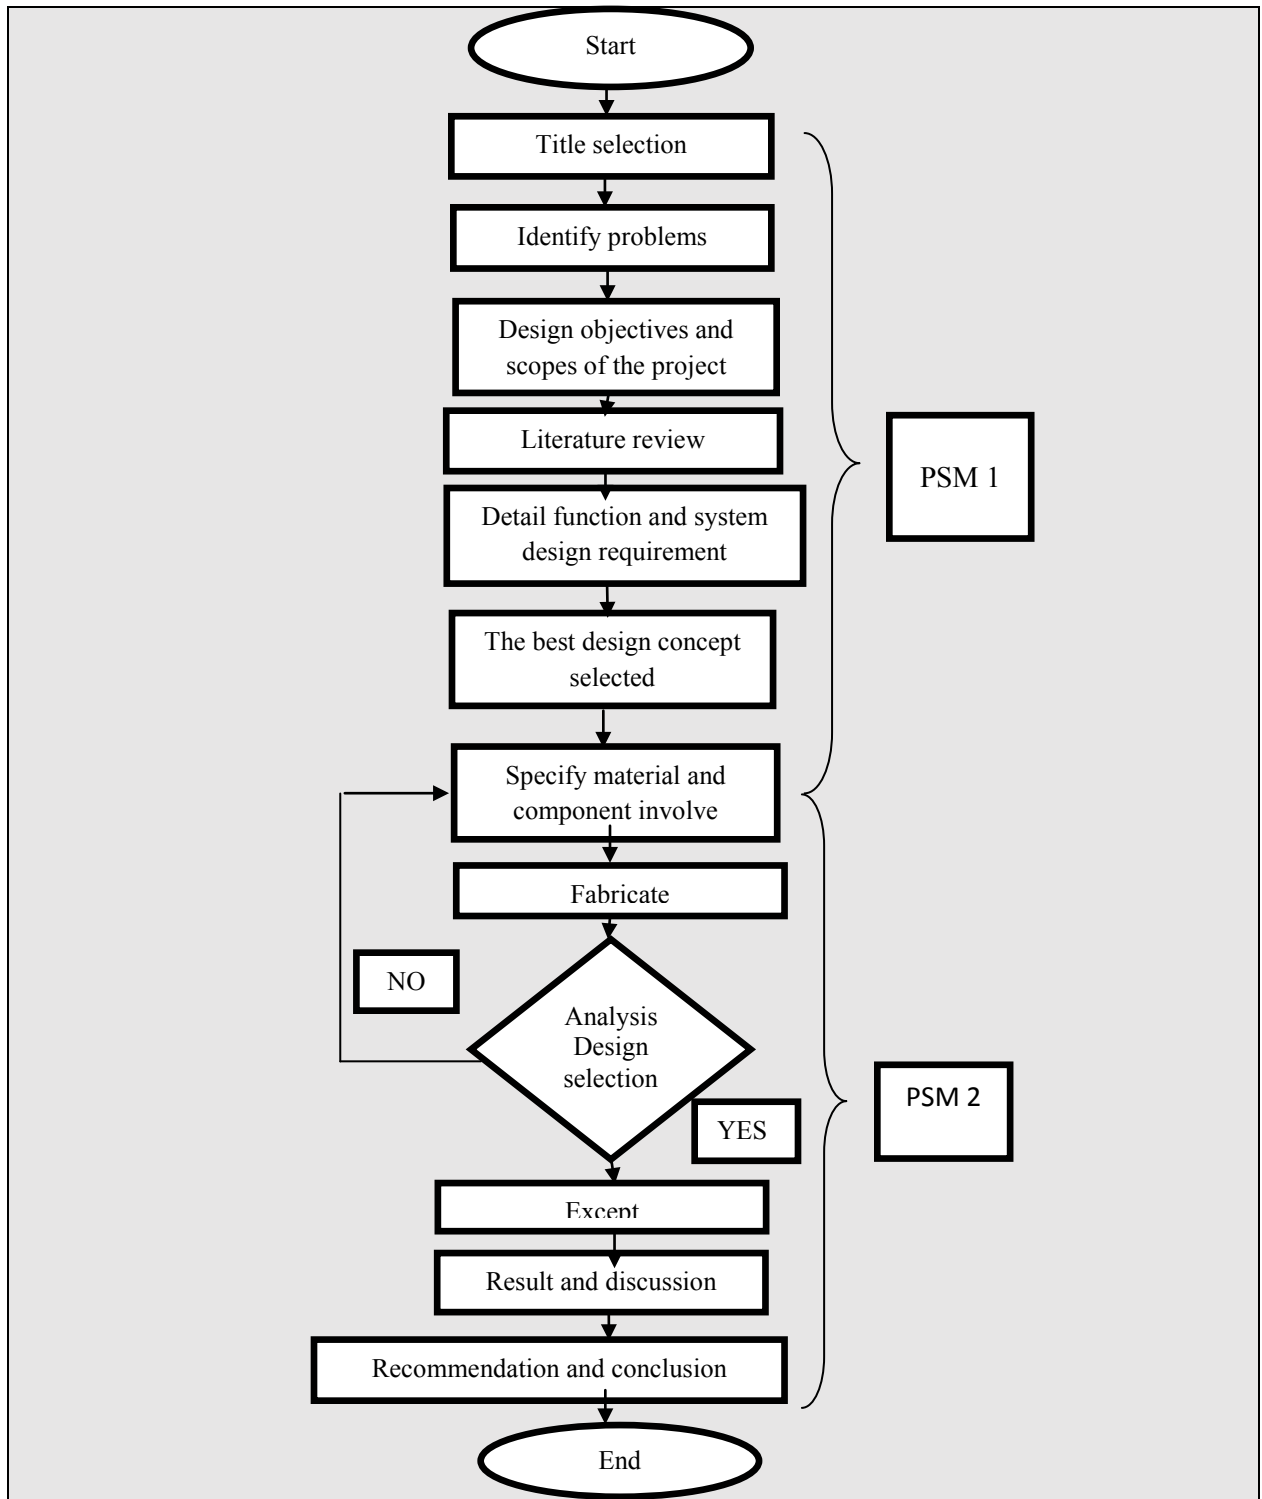 Start
Title selection
Identify problems
Design objectives and
scopes of the project
Literature review
PSM 1
Detail function and system
design requirement
The best design concept
selected
Specify material and
component involve
Fabricate
NO
Analysis
Design
selection
PSM 2
YES
Except
Result and discussion
Recommendation and conclusion
End